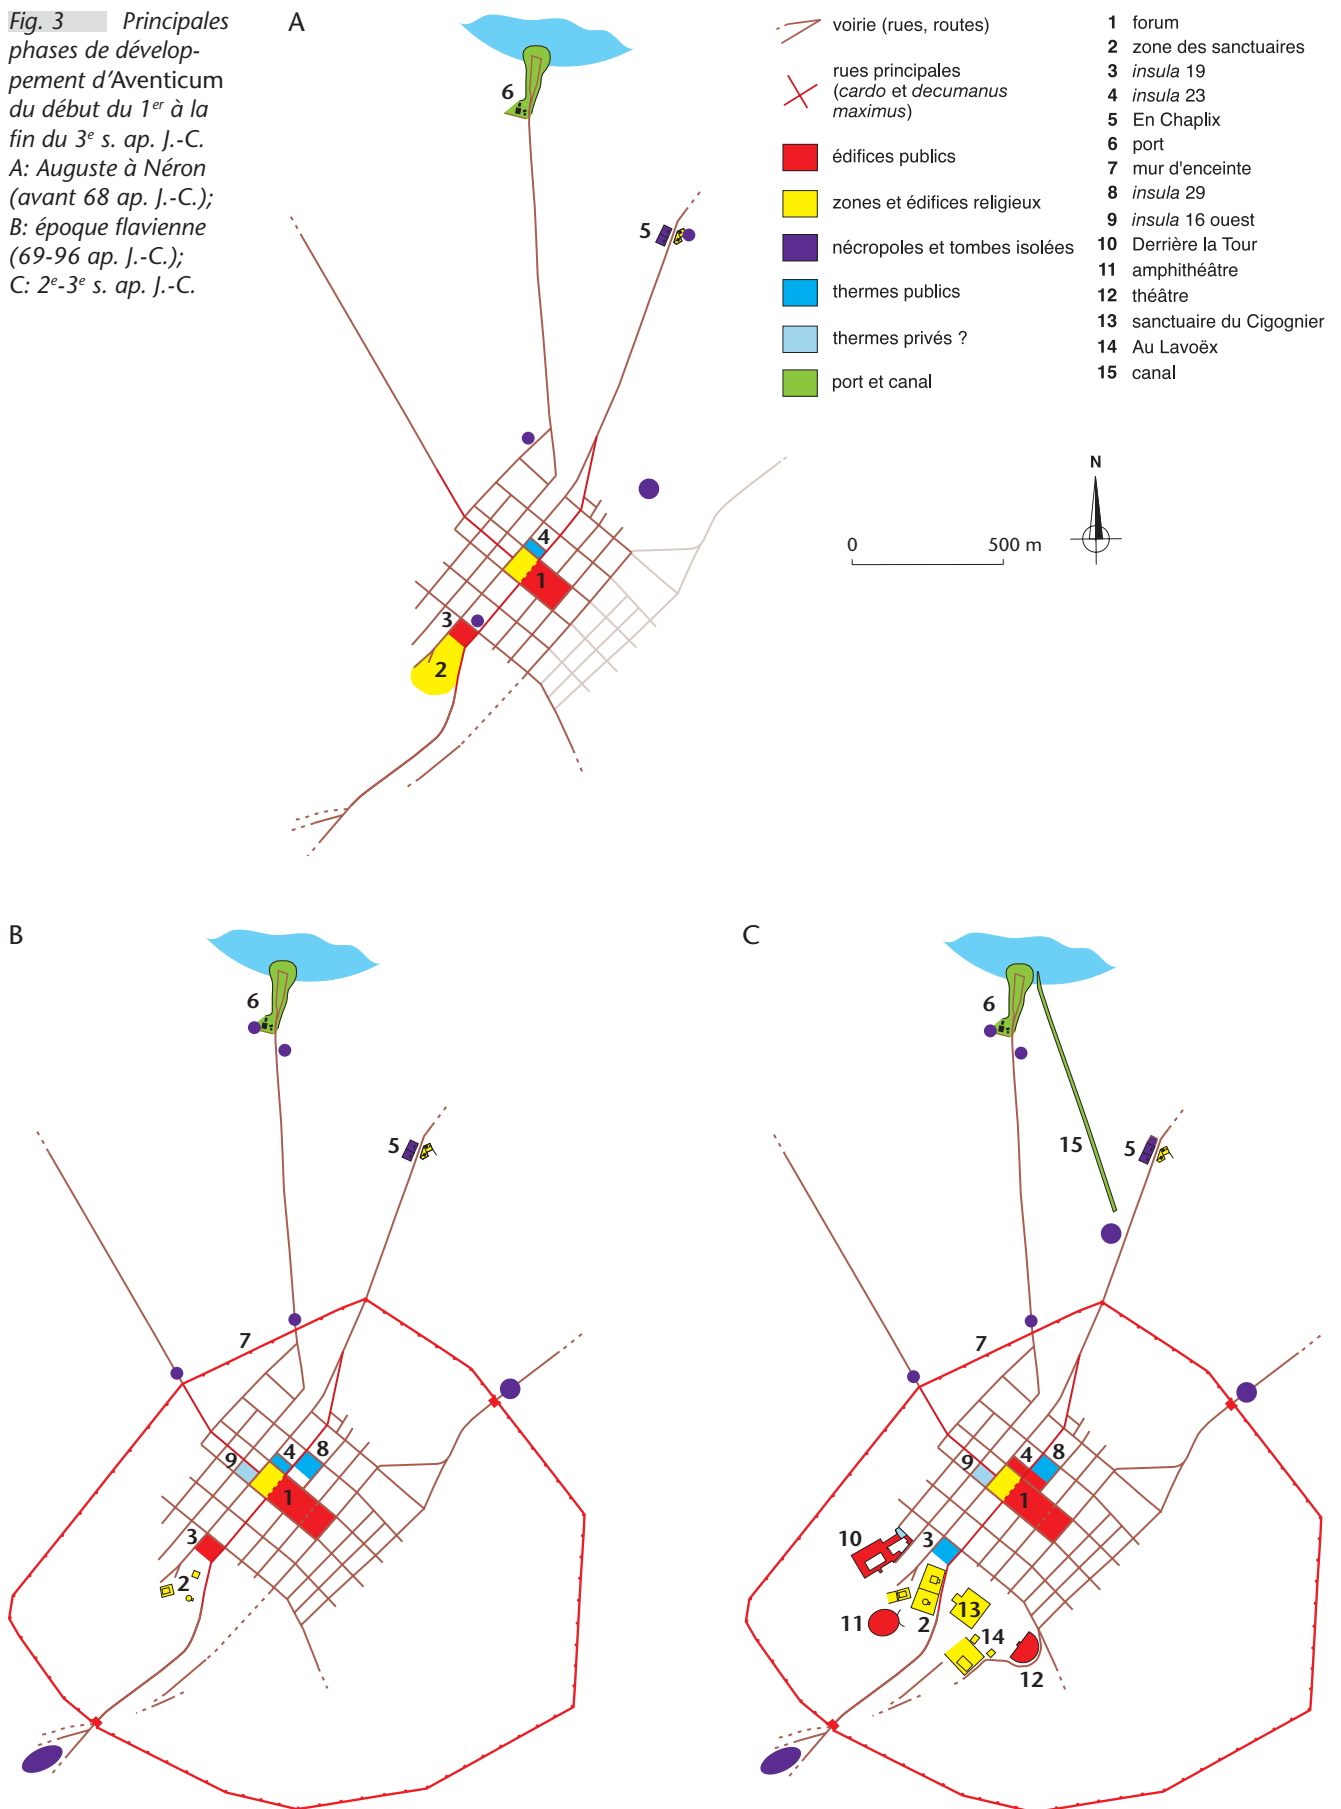 Fig. 3 Principales
phases de dévelop-
pement d'Aventicum
du début du 1er à la
fin du 3e s. ap. J.-C.
A: Auguste à Néron
(avant 68 ap. J.-C.);
B: époque flavienne
(69-96 ap. J.-C.);
C: 2e-3e s. ap. J.-C.
A
voirie (rues, routes)
rues principales
(cardo et decumanus
maximus)
édifices publics
zones et édifices religieux
nécropoles et tombes isolées
thermes publics
thermes privés ?
port et canal
1 forum
2 zone des sanctuaires
3 insula 19
4 insula 23
5 En Chaplix
6 port
7 mur d'enceinte
8 insula 29
9 insula 16 ouest
10 Derrière la Tour
11 amphithéâtre
12 théâtre
13 sanctuaire du Cigognier
14 Au Lavoëx
15 canal
N
0 500 m
6
5
4
1
3
2
B
6
5
7
4
8
9
1
3
2
C
6
15
5
7
4
8
9
1
10
3
11
2
13
14
12